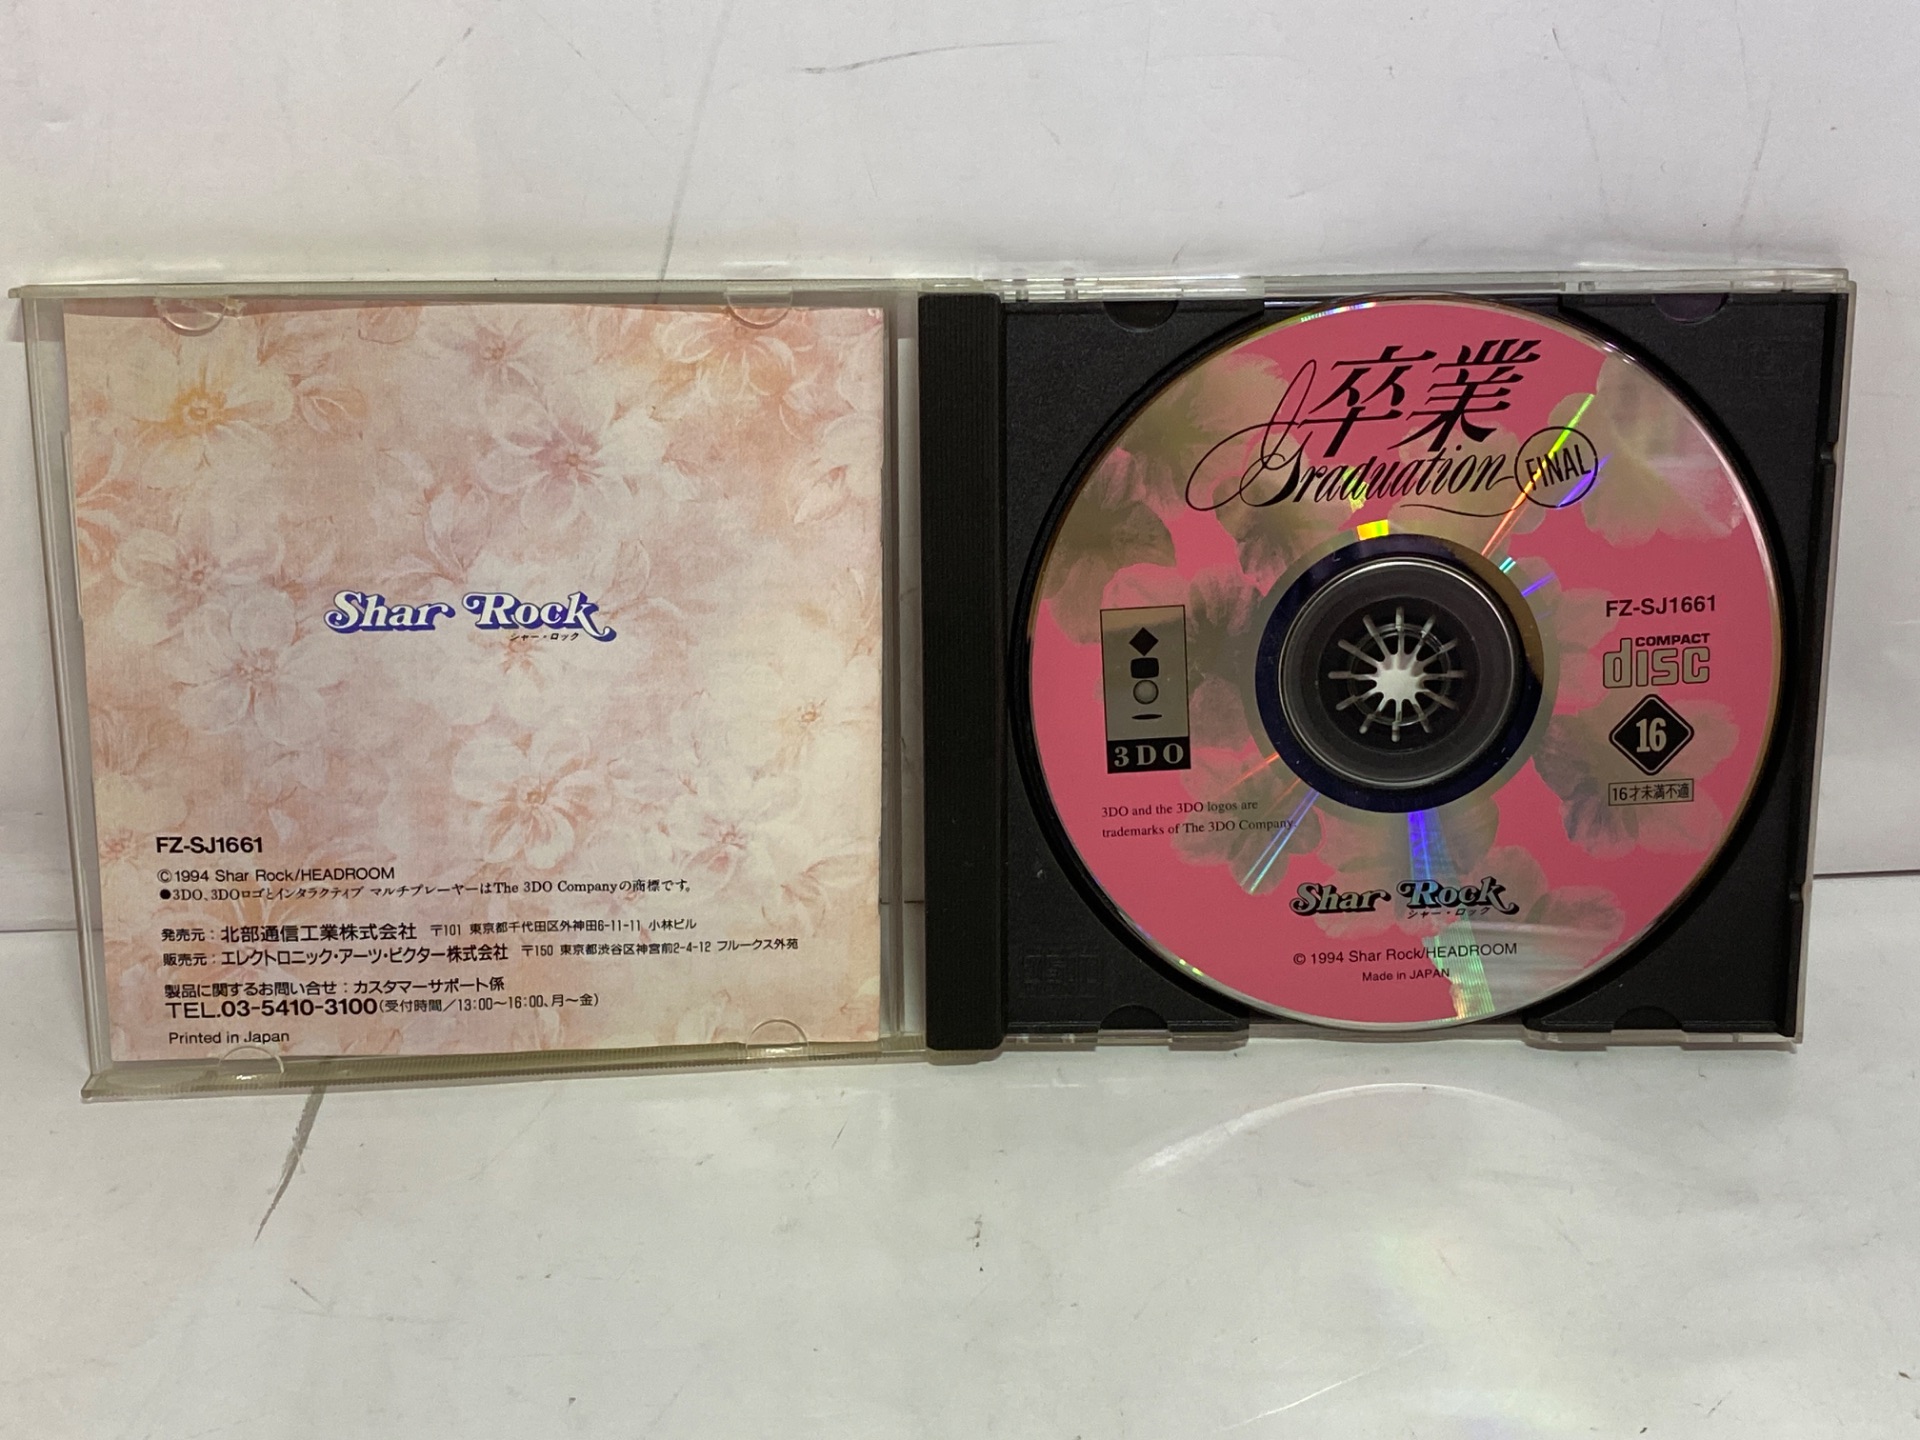 Shar Rock
シャー・ロック
FZ-SJ1661
©1994 Shar Rock/HEADROOM
●3DO、3DOロゴとインタラクティブ マルチプレーヤーはThe 3DO Companyの商標です。
発売元：北部通信工業株式会社 〒101 東京都千代田区外神田6-11-11 小林ビル
販売元：エレクトロニック・アーツ・ビクター株式会社 〒150 東京都渋谷区神宮前2-4-12 フルークス外苑
製品に関するお問い合せ：カスタマーサポート係
TEL.03-5410-3100(受付時間／13:00〜16:00、月〜金)
Printed in Japan
卒業
Graduation FINAL
FZ-SJ1661
COMPACT
disc
16
16才未満不適
3DO
3DO and the 3DO logos are
trademarks of The 3DO Company.
Shar Rock
シャー・ロック
© 1994 Shar Rock/HEADROOM
Made in JAPAN